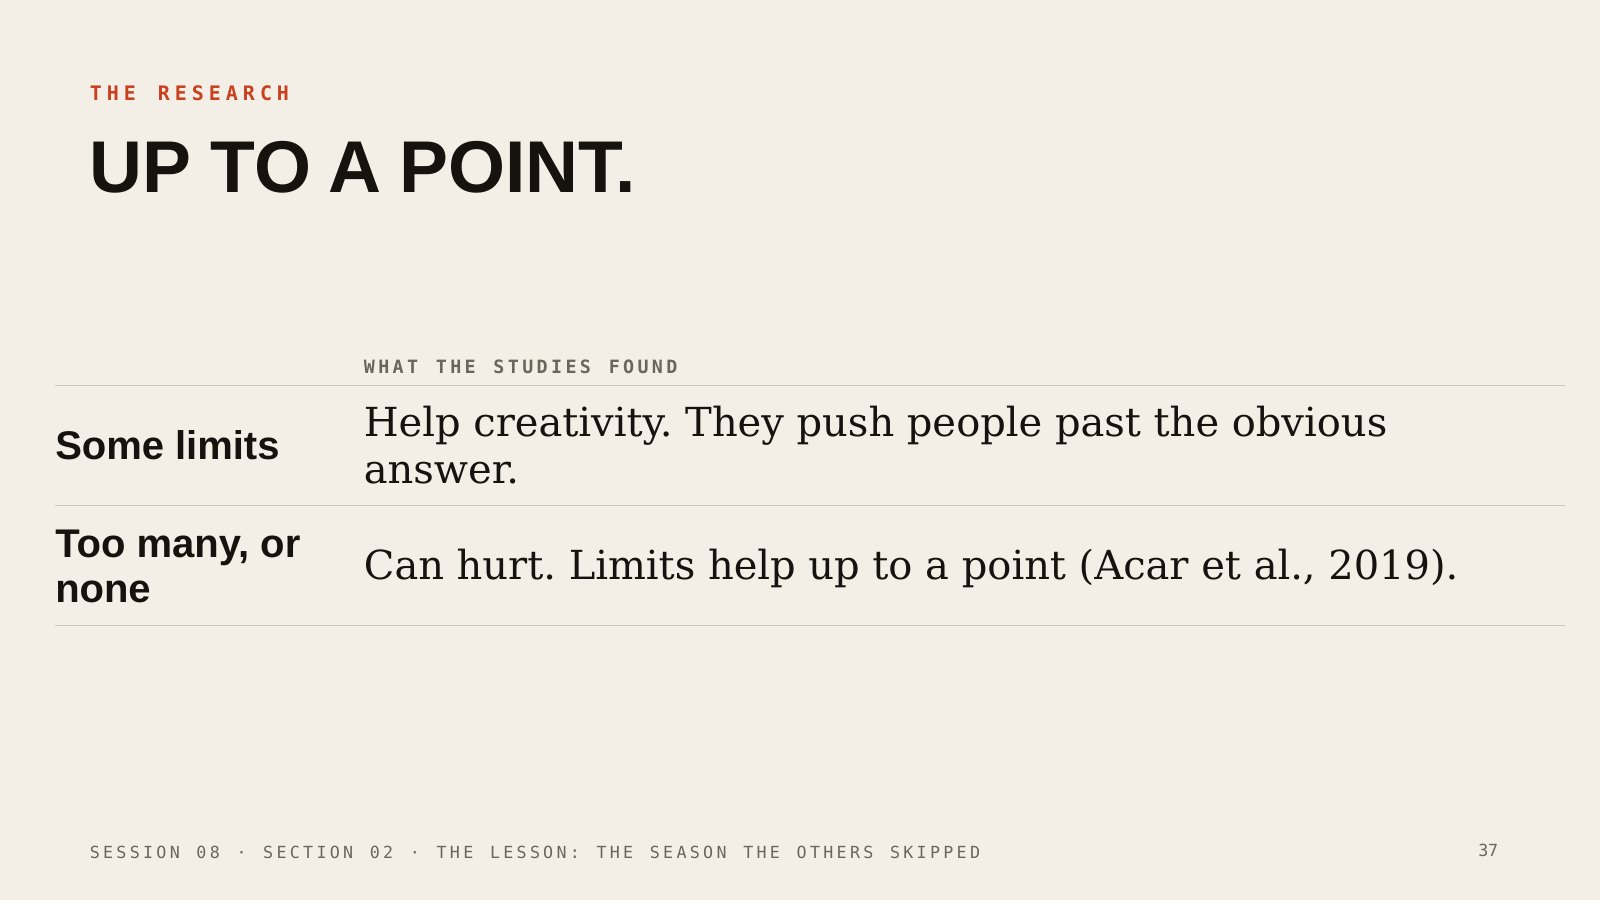 THE RESEARCH
UP TO A POINT.
WHAT THE STUDIES FOUND
Some limits
Help creativity. They push people past the obvious
answer.
Too many, or
none
Can hurt. Limits help up to a point (Acar et al., 2019).
SESSION 08 · SECTION 02 · THE LESSON: THE SEASON THE OTHERS SKIPPED
37